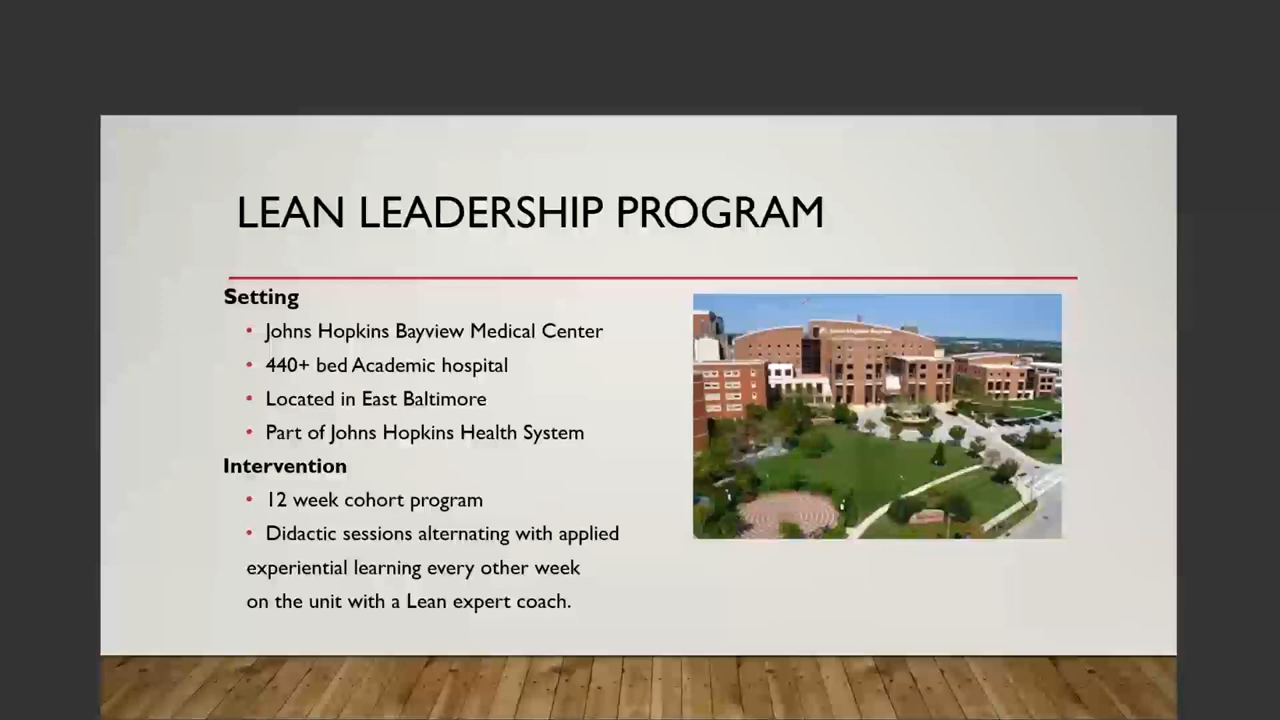 LEAN LEADERSHIP PROGRAM
Setting
• Johns Hopkins Bayview Medical Center
• 440+ bed Academic hospital
• Located in East Baltimore
• Part of Johns Hopkins Health System
Intervention
• 12 week cohort program
• Didactic sessions alternating with applied
experiential learning every other week
on the unit with a Lean expert coach.